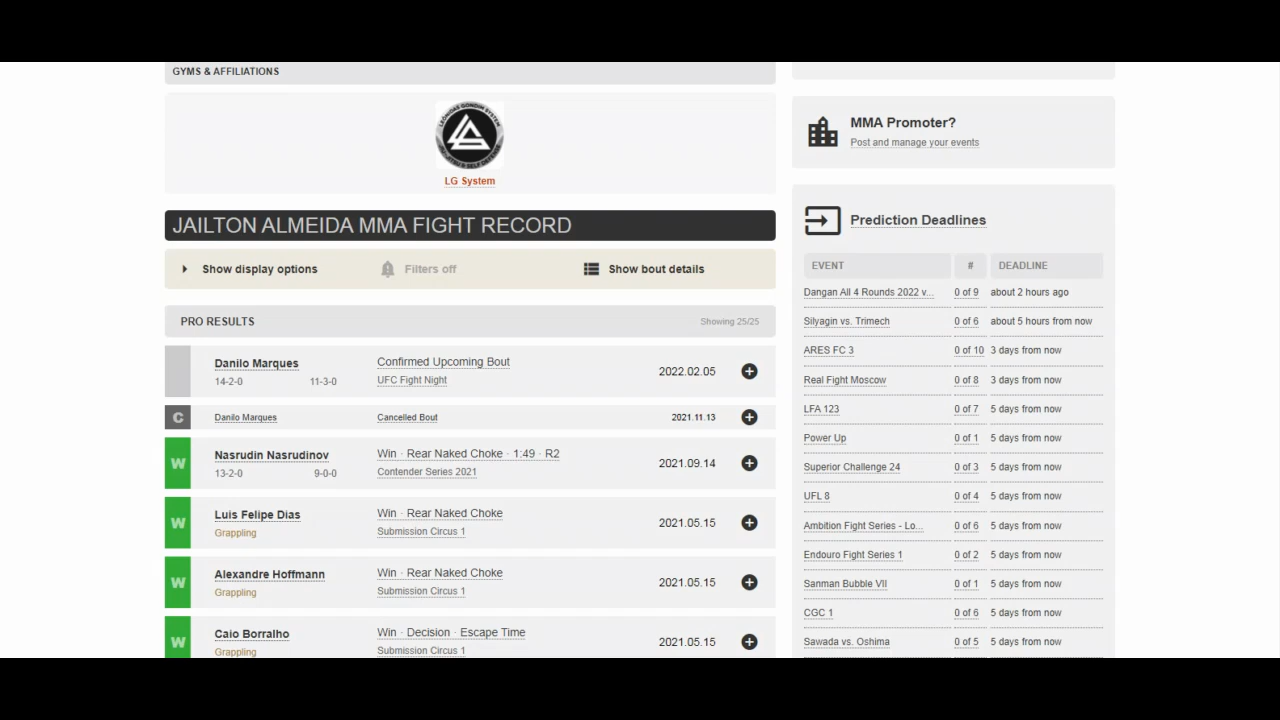 GYMS & AFFILIATIONS
LG System
JAILTON ALMEIDA MMA FIGHT RECORD
Show display options
Filters off
Show bout details
PRO RESULTS
Showing 25/25
Danilo Marques
14-2-0 11-3-0
Confirmed Upcoming Bout
UFC Fight Night
2022.02.05
C
Danilo Marques
Cancelled Bout
2021.11.13
W
Nasrudin Nasrudinov
13-2-0 9-0-0
Win · Rear Naked Choke · 1:49 · R2
Contender Series 2021
2021.09.14
W
Luis Felipe Dias
Grappling
Win · Rear Naked Choke
Submission Circus 1
2021.05.15
W
Alexandre Hoffmann
Grappling
Win · Rear Naked Choke
Submission Circus 1
2021.05.15
W
Caio Borralho
Grappling
Win · Decision · Escape Time
Submission Circus 1
2021.05.15
MMA Promoter?
Post and manage your events
Prediction Deadlines
EVENT # DEADLINE
Dangan All 4 Rounds 2022 v... 0 of 9 about 2 hours ago
Silyagin vs. Trimech 0 of 6 about 5 hours from now
ARES FC 3 0 of 10 3 days from now
Real Fight Moscow 0 of 8 3 days from now
LFA 123 0 of 7 5 days from now
Power Up 0 of 1 5 days from now
Superior Challenge 24 0 of 3 5 days from now
UFL 8 0 of 4 5 days from now
Ambition Fight Series - Lo... 0 of 6 5 days from now
Endouro Fight Series 1 0 of 2 5 days from now
Sanman Bubble VII 0 of 1 5 days from now
CGC 1 0 of 6 5 days from now
Sawada vs. Oshima 0 of 5 5 days from now